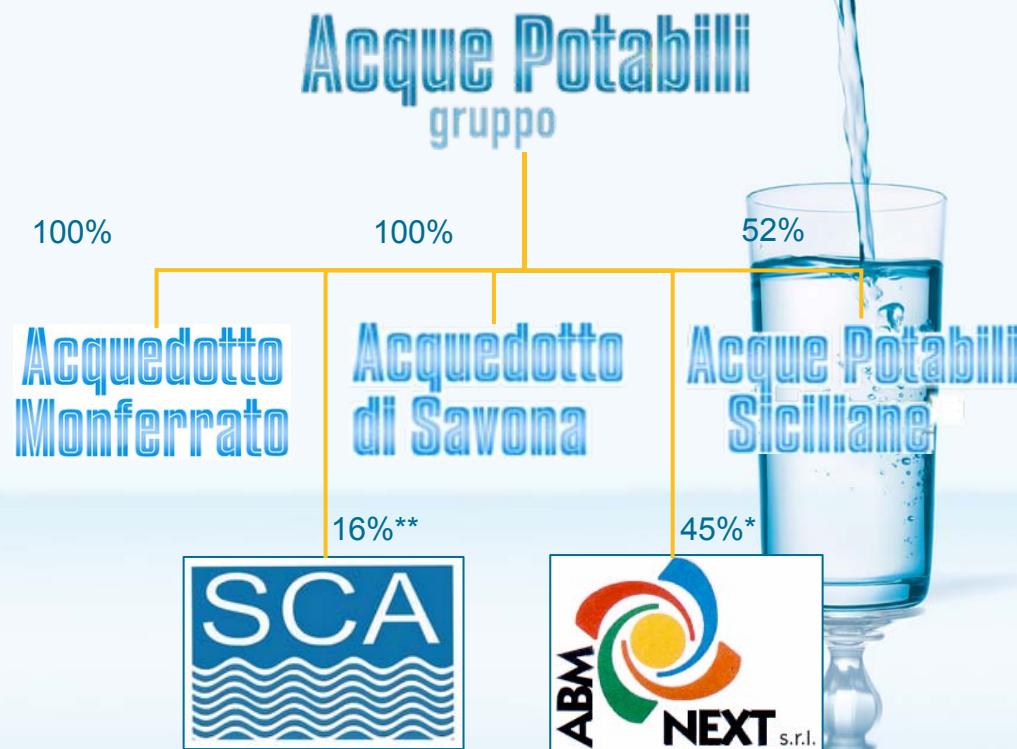 Acque Potabili
gruppo
100%
100%
52%
Acquedotto
Monferrato
Acquedotto
di Savona
Acque Potabili
Siciliane
16%**
45%*
SCA
ABM
NEXT s.r.l.